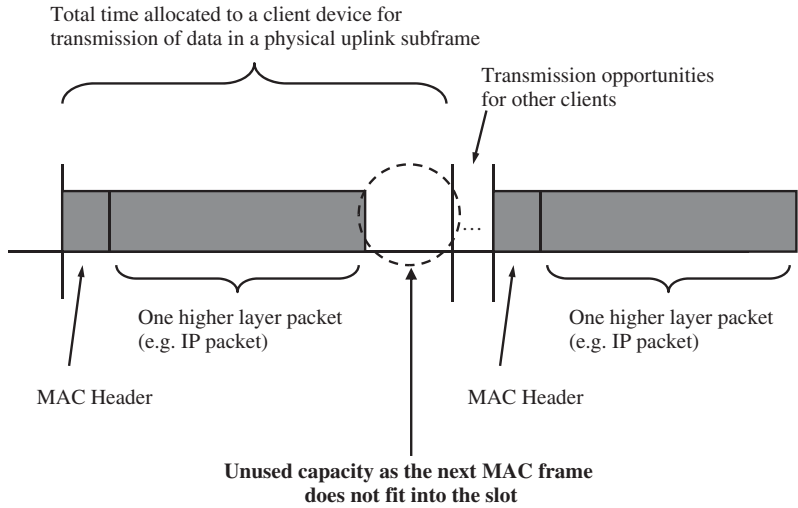 Total time allocated to a client device for
transmission of data in a physical uplink subframe
Transmission opportunities
for other clients
...
One higher layer packet
(e.g. IP packet)
One higher layer packet
(e.g. IP packet)
MAC Header
MAC Header
Unused capacity as the next MAC frame
does not fit into the slot